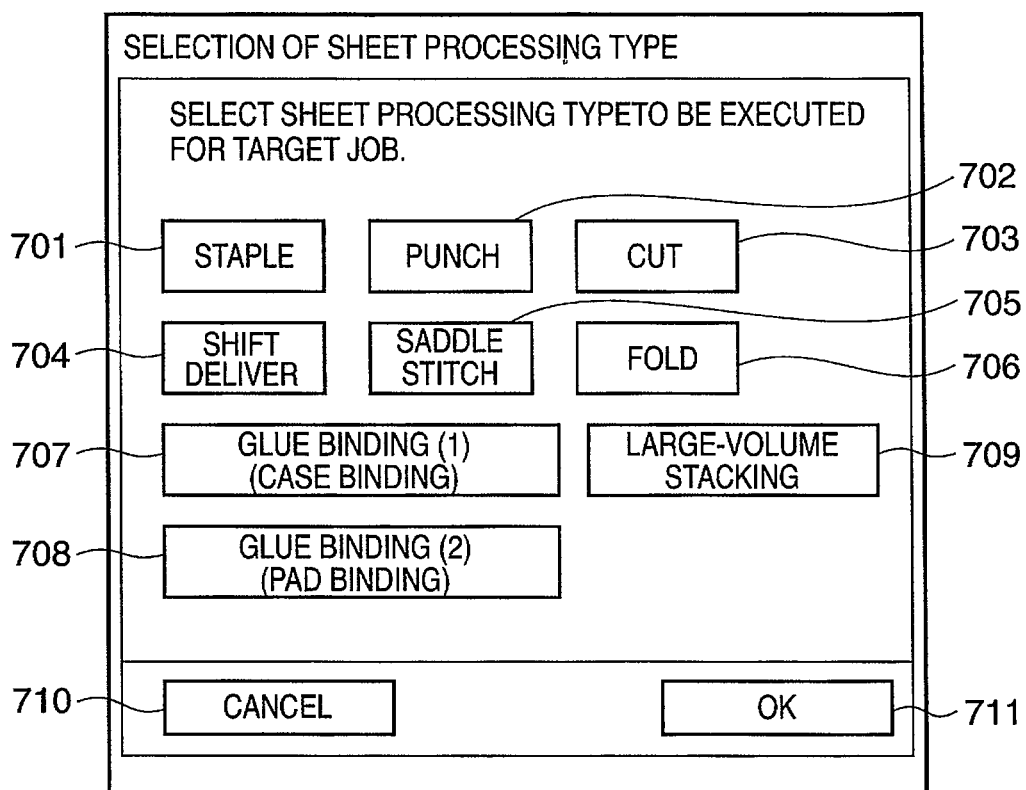 SELECTION OF SHEET PROCESSING TYPE
SELECT SHEET PROCESSING TYPETO BE EXECUTED
FOR TARGET JOB.
702
701 STAPLE PUNCH CUT 703
705
704 SHIFT DELIVER SADDLE STITCH FOLD 706
707 GLUE BINDING (1)
(CASE BINDING)
LARGE-VOLUME
STACKING 709
708 GLUE BINDING (2)
(PAD BINDING)
710 CANCEL OK 711